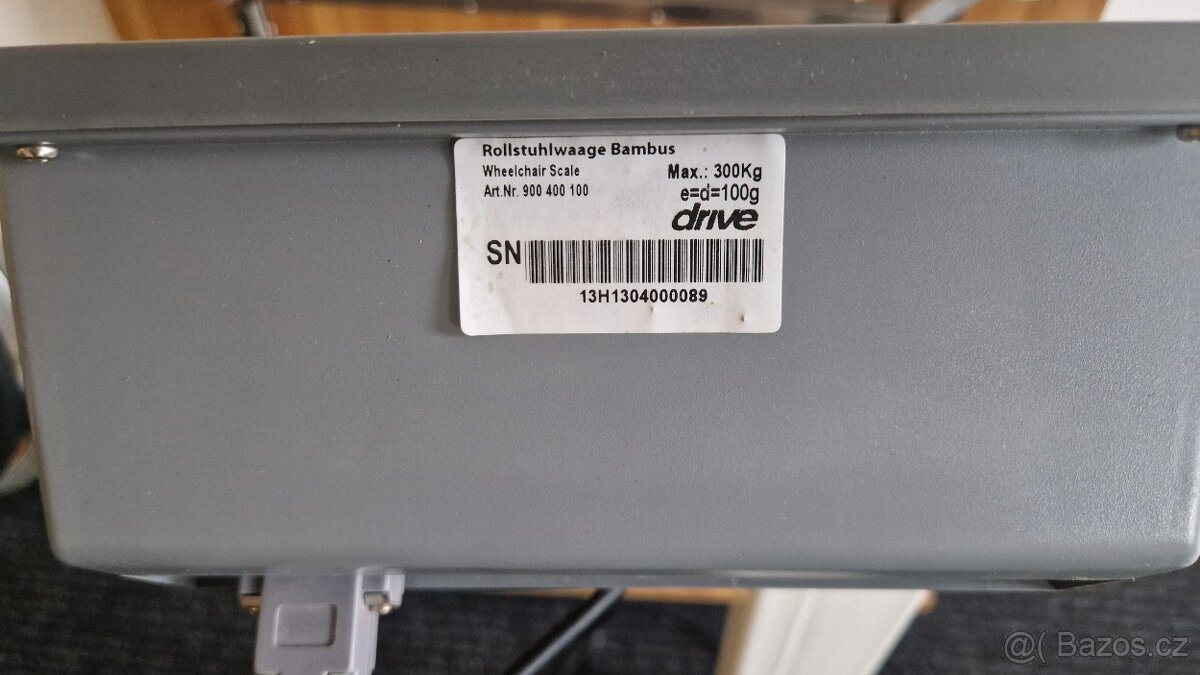 Rollstuhlwaage Bambus
Wheelchair Scale
Max.: 300Kg
Art.Nr. 900 400 100
e=d=100g
drive
SN
13H1304000089
@( Bazos.cz